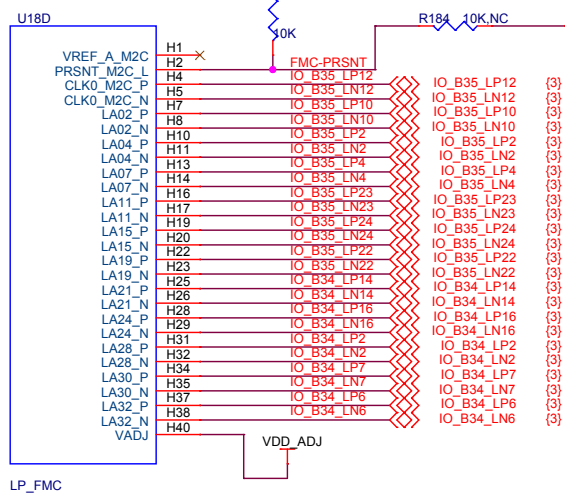 U18D
R184 10K,NC
10K
VREF_A_M2C H1
PRSNT_M2C_L H2 FMC-PRSNT
CLK0_M2C_P H4 IO_B35_LP12 IO_B35_LP12 {3}
CLK0_M2C_N H5 IO_B35_LN12 IO_B35_LN12 {3}
LA02_P H7 IO_B35_LP10 IO_B35_LP10 {3}
LA02_N H8 IO_B35_LN10 IO_B35_LN10 {3}
LA04_P H10 IO_B35_LP2 IO_B35_LP2 {3}
LA04_N H11 IO_B35_LN2 IO_B35_LN2 {3}
LA07_P H13 IO_B35_LP4 IO_B35_LP4 {3}
LA07_N H14 IO_B35_LN4 IO_B35_LN4 {3}
LA11_P H16 IO_B35_LP23 IO_B35_LP23 {3}
LA11_N H17 IO_B35_LN23 IO_B35_LN23 {3}
LA15_P H19 IO_B35_LP24 IO_B35_LP24 {3}
LA15_N H20 IO_B35_LN24 IO_B35_LN24 {3}
LA19_P H22 IO_B35_LP22 IO_B35_LP22 {3}
LA19_N H23 IO_B35_LN22 IO_B35_LN22 {3}
LA21_P H25 IO_B34_LP14 IO_B34_LP14 {3}
LA21_N H26 IO_B34_LN14 IO_B34_LN14 {3}
LA24_P H28 IO_B34_LP16 IO_B34_LP16 {3}
LA24_N H29 IO_B34_LN16 IO_B34_LN16 {3}
LA28_P H31 IO_B34_LP2 IO_B34_LP2 {3}
LA28_N H32 IO_B34_LN2 IO_B34_LN2 {3}
LA30_P H34 IO_B34_LP7 IO_B34_LP7 {3}
LA30_N H35 IO_B34_LN7 IO_B34_LN7 {3}
LA32_P H37 IO_B34_LP6 IO_B34_LP6 {3}
LA32_N H38 IO_B34_LN6 IO_B34_LN6 {3}
VADJ H40
VDD_ADJ
LP_FMC